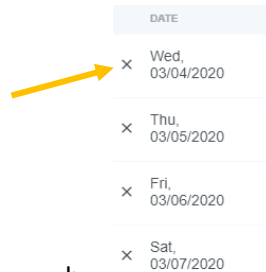 DATE
× Wed,
03/04/2020
× Thu,
03/05/2020
× Fri,
03/06/2020
× Sat,
03/07/2020